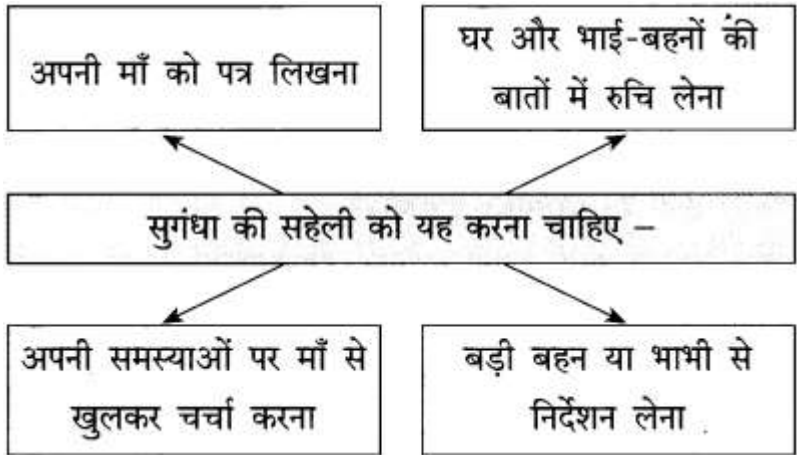 अपनी माँ को पत्र लिखना
घर और भाई-बहनों की
बातों में रुचि लेना
सुगंधा की सहेली को यह करना चाहिए –
अपनी समस्याओं पर माँ से
खुलकर चर्चा करना
बड़ी बहन या भाभी से
निर्देशन लेना